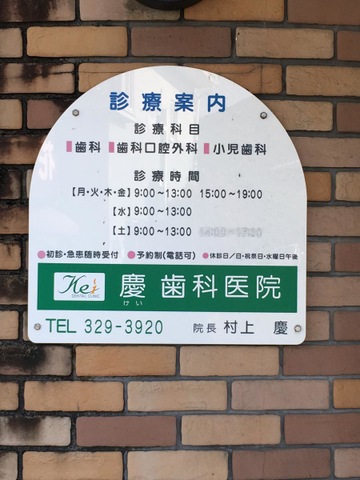 診療案内
診療科目
歯科 歯科口腔外科 小児歯科
診療時間
【月・火・木・金】9:00～13:00 15:00～19:00
【水】9:00～13:00
【土】9:00～13:00
初診・急患随時受付 予約制(電話可) 休診日/日・祝祭日・水曜日午後
Kei 慶 歯科医院
DENTAL CLINIC けい
TEL 329-3920 院長 村上 慶